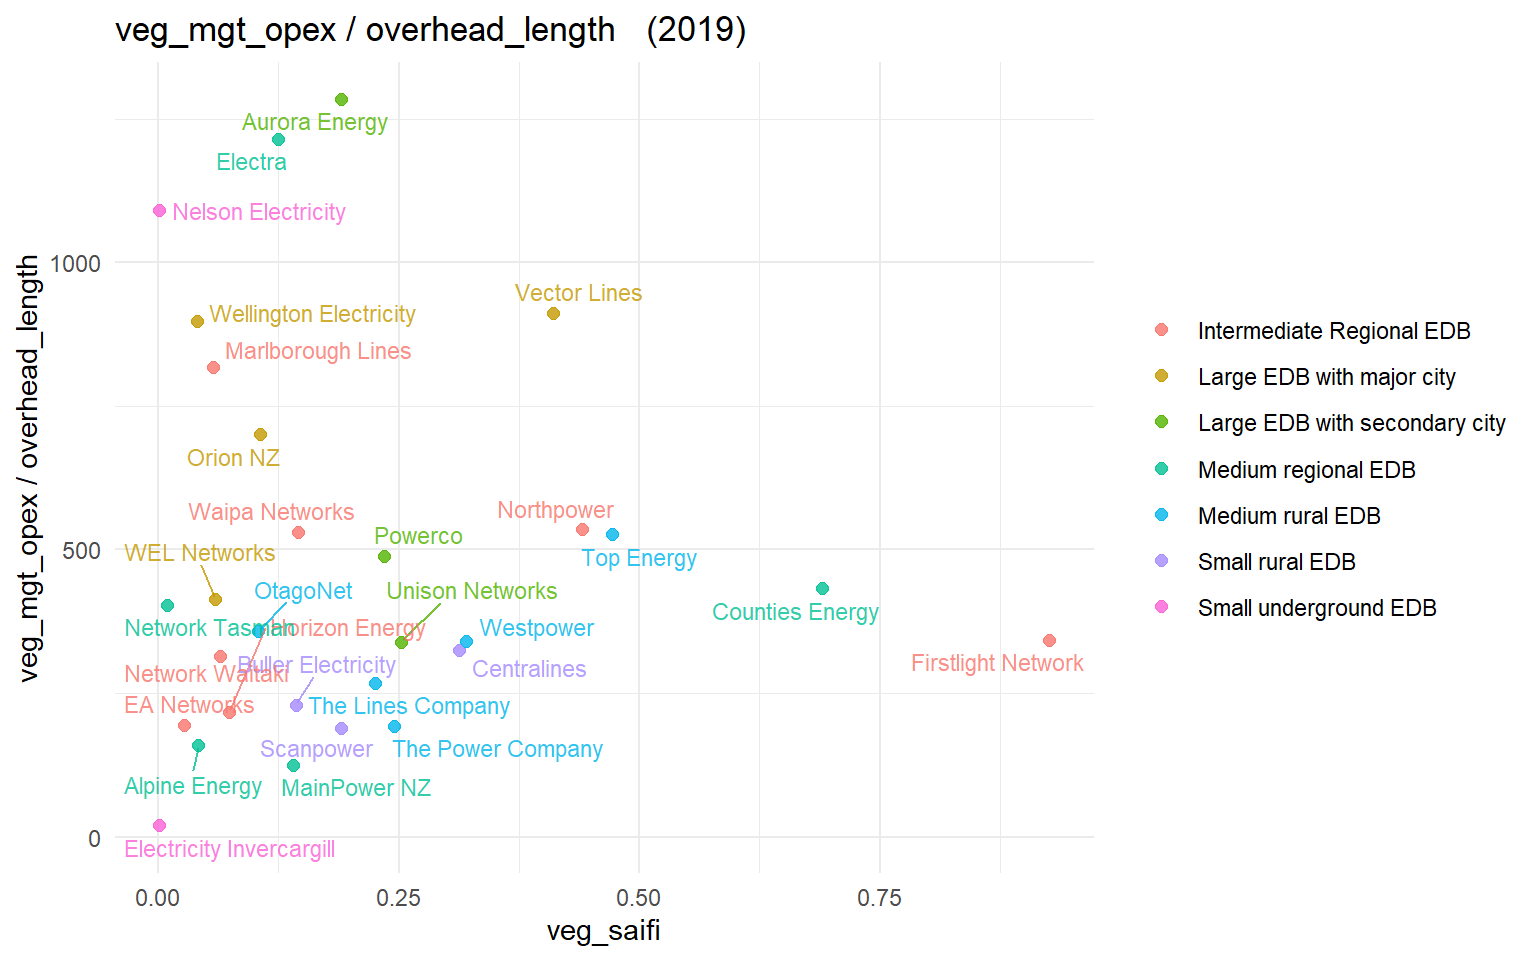 veg_mgt_opex / overhead_length   (2019)
Aurora Energy
Electra
Nelson Electricity
Vector Lines
Wellington Electricity
Marlborough Lines
Orion NZ
Waipa Networks
Northpower
Powerco
WEL Networks
Top Energy
OtagoNet
Unison Networks
Counties Energy
Network Tasman
Horizon Energy
Westpower
Firstlight Network
Buller Electricity
Centralines
Network Waitaki
EA Networks
The Lines Company
Scanpower
The Power Company
Alpine Energy
MainPower NZ
Electricity Invercargill
veg_mgt_opex / overhead_length
1000
500
0
0.00
0.25
0.50
0.75
veg_saifi
Intermediate Regional EDB
Large EDB with major city
Large EDB with secondary city
Medium regional EDB
Medium rural EDB
Small rural EDB
Small underground EDB